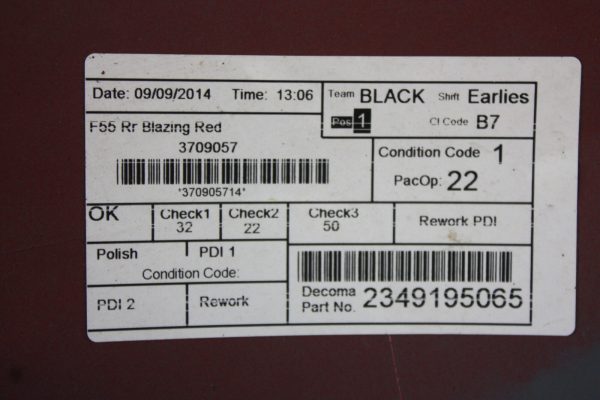 Date: 09/09/2014 Time: 13:06 Team BLACK Shift Earlies
Pos 1 Cl Code B7
F55 Rr Blazing Red
3709057
*370905714*
Condition Code 1
PacOp: 22
OK Check1 Check2 Check3 Rework PDI
32 22 50
Polish PDI 1
Condition Code:
PDI 2 Rework
Decoma
Part No. 2349195065